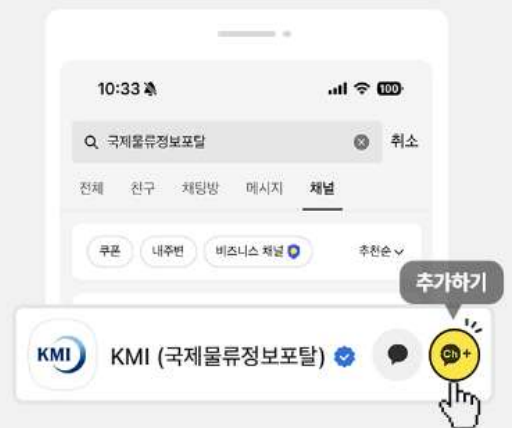 10:33 100
국제물류정보포탈 취소
전체 친구 채팅방 메시지 채널
쿠폰 내주변 비즈니스 채널 추천순
추가하기
KMI KMI (국제물류정보포탈) Ch+